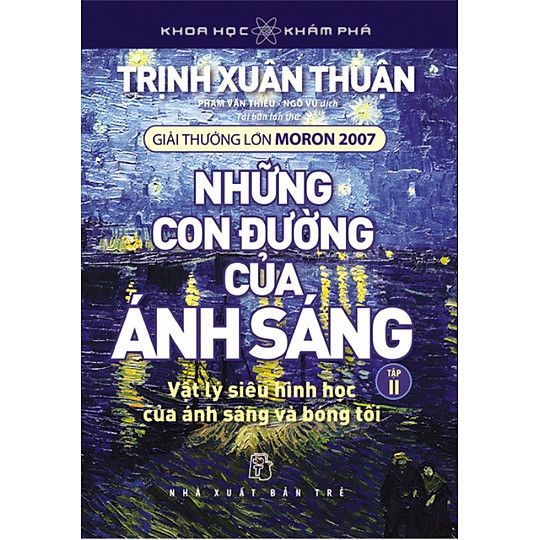 KHOA HỌC KHÁM PHÁ
TRỊNH XUÂN THUẬN
PHẠM VĂN THIỀU - NGÔ VŨ dịch
Tái bản lần thứ
GIẢI THƯỞNG LỚN MORON 2007
NHỮNG
CON ĐƯỜNG
CỦA
ÁNH SÁNG
TẬP
II
Vật lý siêu hình học
của ánh sáng và bóng tối
NHÀ XUẤT BẢN TRẺ